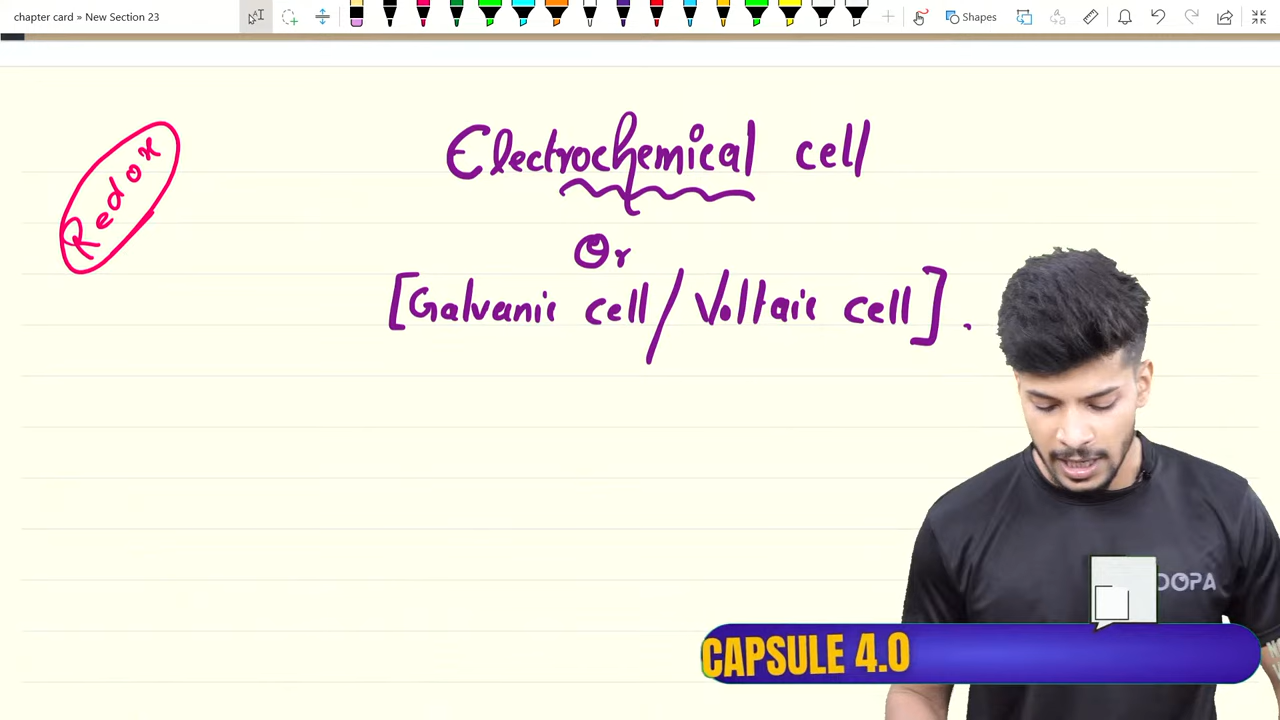 chapter card » New Section 23
Shapes
Redox
Electrochemical cell
Or
[Galvanic cell / Voltaic cell].
DOPA
CAPSULE 4.0